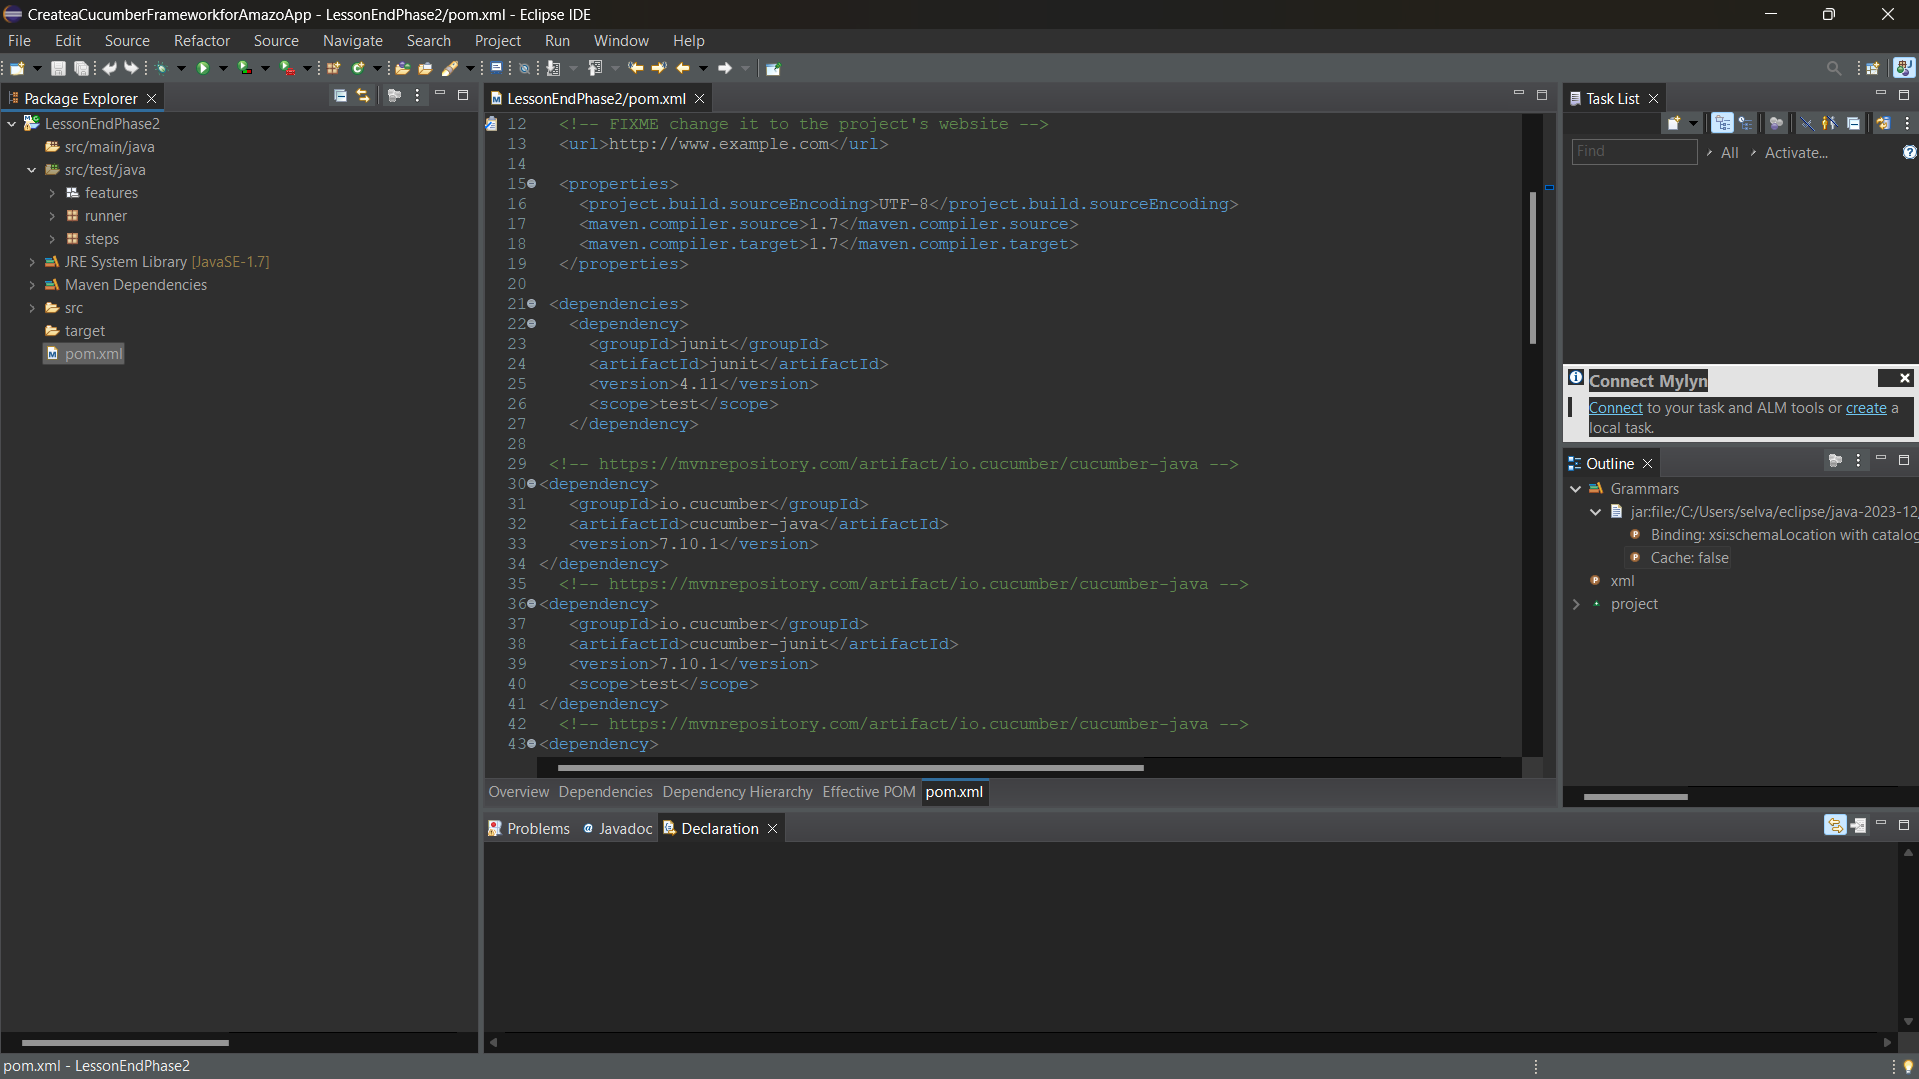 CreateaCucumberFrameworkforAmazoApp - LessonEndPhase2/pom.xml - Eclipse IDE
File Edit Source Refactor Source Navigate Search Project Run Window Help
Package Explorer
LessonEndPhase2
src/main/java
src/test/java
features
runner
steps
JRE System Library [JavaSE-1.7]
Maven Dependencies
src
target
pom.xml
LessonEndPhase2/pom.xml
12 <!-- FIXME change it to the project's website -->
13 <url>http://www.example.com</url>
14
15 <properties>
16 <project.build.sourceEncoding>UTF-8</project.build.sourceEncoding>
17 <maven.compiler.source>1.7</maven.compiler.source>
18 <maven.compiler.target>1.7</maven.compiler.target>
19 </properties>
20
21 <dependencies>
22 <dependency>
23 <groupId>junit</groupId>
24 <artifactId>junit</artifactId>
25 <version>4.11</version>
26 <scope>test</scope>
27 </dependency>
28
29 <!-- https://mvnrepository.com/artifact/io.cucumber/cucumber-java -->
30 <dependency>
31 <groupId>io.cucumber</groupId>
32 <artifactId>cucumber-java</artifactId>
33 <version>7.10.1</version>
34 </dependency>
35 <!-- https://mvnrepository.com/artifact/io.cucumber/cucumber-java -->
36 <dependency>
37 <groupId>io.cucumber</groupId>
38 <artifactId>cucumber-junit</artifactId>
39 <version>7.10.1</version>
40 <scope>test</scope>
41 </dependency>
42 <!-- https://mvnrepository.com/artifact/io.cucumber/cucumber-java -->
43 <dependency>
Overview Dependencies Dependency Hierarchy Effective POM pom.xml
Problems Javadoc Declaration
Task List
Find All Activate...
Connect Mylyn
Connect to your task and ALM tools or create a
local task.
Outline
Grammars
jar:file:/C:/Users/selva/eclipse/java-2023-12
Binding: xsi:schemaLocation with catalog
Cache: false
xml
project
pom.xml - LessonEndPhase2